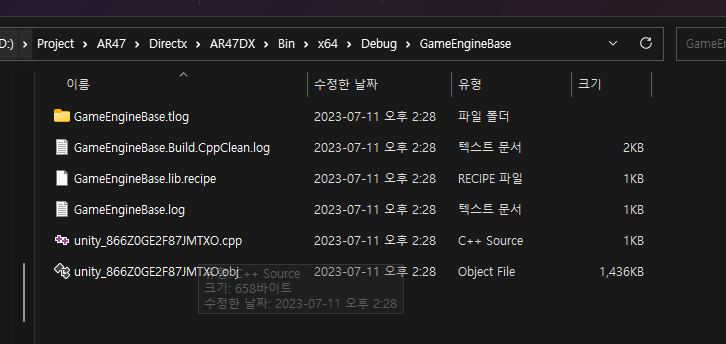 D:) > Project > AR47 > Directx > AR47DX > Bin > x64 > Debug > GameEngineBase GameEn
이름 수정한 날짜 유형 크기
GameEngineBase.tlog 2023-07-11 오후 2:28 파일 폴더
GameEngineBase.Build.CppClean.log 2023-07-11 오후 2:28 텍스트 문서 2KB
GameEngineBase.lib.recipe 2023-07-11 오후 2:28 RECIPE 파일 1KB
GameEngineBase.log 2023-07-11 오후 2:28 텍스트 문서 1KB
unity_866Z0GE2F87JMTXO.cpp 2023-07-11 오후 2:28 C++ Source 1KB
unity_866Z0GE2F87JMTXO.obj 2023-07-11 오후 2:28 Object File 1,436KB
C++ Source
크기: 658바이트
수정한 날짜: 2023-07-11 오후 2:28